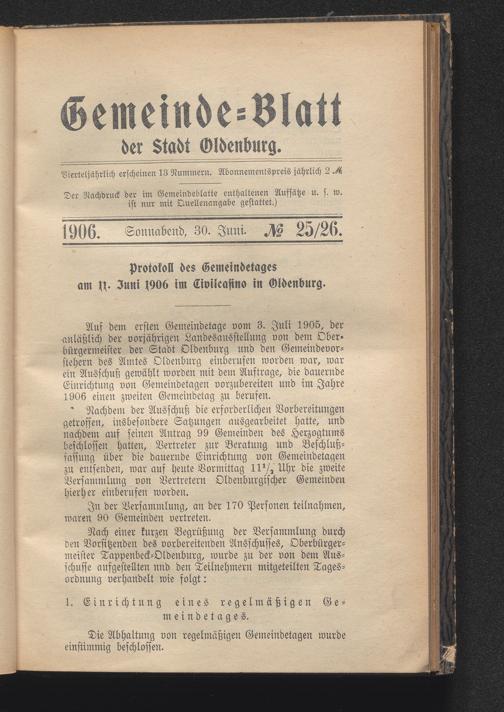 Gemeinde-Blatt
der Stadt Oldenburg.
Vierteljährlich erscheinen 13 Nummern. Abonnementspreis jährlich 2 ℳ
Der Nachdruck der im Gemeindeblatte enthaltenen Aufsätze u. s. w.
ist nur mit Quellenangabe gestattet.)
1906. Sonnabend, 30. Juni. № 25/26.
Protokoll des Gemeindetages
am 11. Juni 1906 im Civilcasino in Oldenburg.
Auf dem ersten Gemeindetage vom 3. Juli 1905, der
anläßlich der vorjährigen Landesausstellung von dem Ober-
bürgermeister der Stadt Oldenburg und den Gemeindevor-
stehern des Amtes Oldenburg einberufen worden war, war
ein Ausschuß gewählt worden mit dem Auftrage, die dauernde
Einrichtung von Gemeindetagen vorzubereiten und im Jahre
1906 einen zweiten Gemeindetag zu berufen.
Nachdem der Ausschuß die erforderlichen Vorbereitungen
getroffen, insbesondere Satzungen ausgearbeitet hatte, und
nachdem auf seinen Antrag 99 Gemeinden des Herzogtums
beschlossen hatten, Vertreter zur Beratung und Beschluß-
fassung über die dauernde Einrichtung von Gemeindetagen
zu entsenden, war auf heute Vormittag 11½ Uhr die zweite
Versammlung von Vertretern Oldenburgischer Gemeinden
hierher einberufen worden.
In der Versammlung, an der 170 Personen teilnahmen,
waren 90 Gemeinden vertreten.
Nach einer kurzen Begrüßung der Versammlung durch
den Vorsitzenden des vorbereitenden Ausschusses, Oberbürger-
meister Tappenbeck-Oldenburg, wurde zu der von dem Aus-
schusse aufgestellten und den Teilnehmern mitgeteilten Tages-
ordnung verhandelt wie folgt:
1. Einrichtung eines regelmäßigen Ge-
meindetages.
Die Abhaltung von regelmäßigen Gemeindetagen wurde
einstimmig beschlossen.